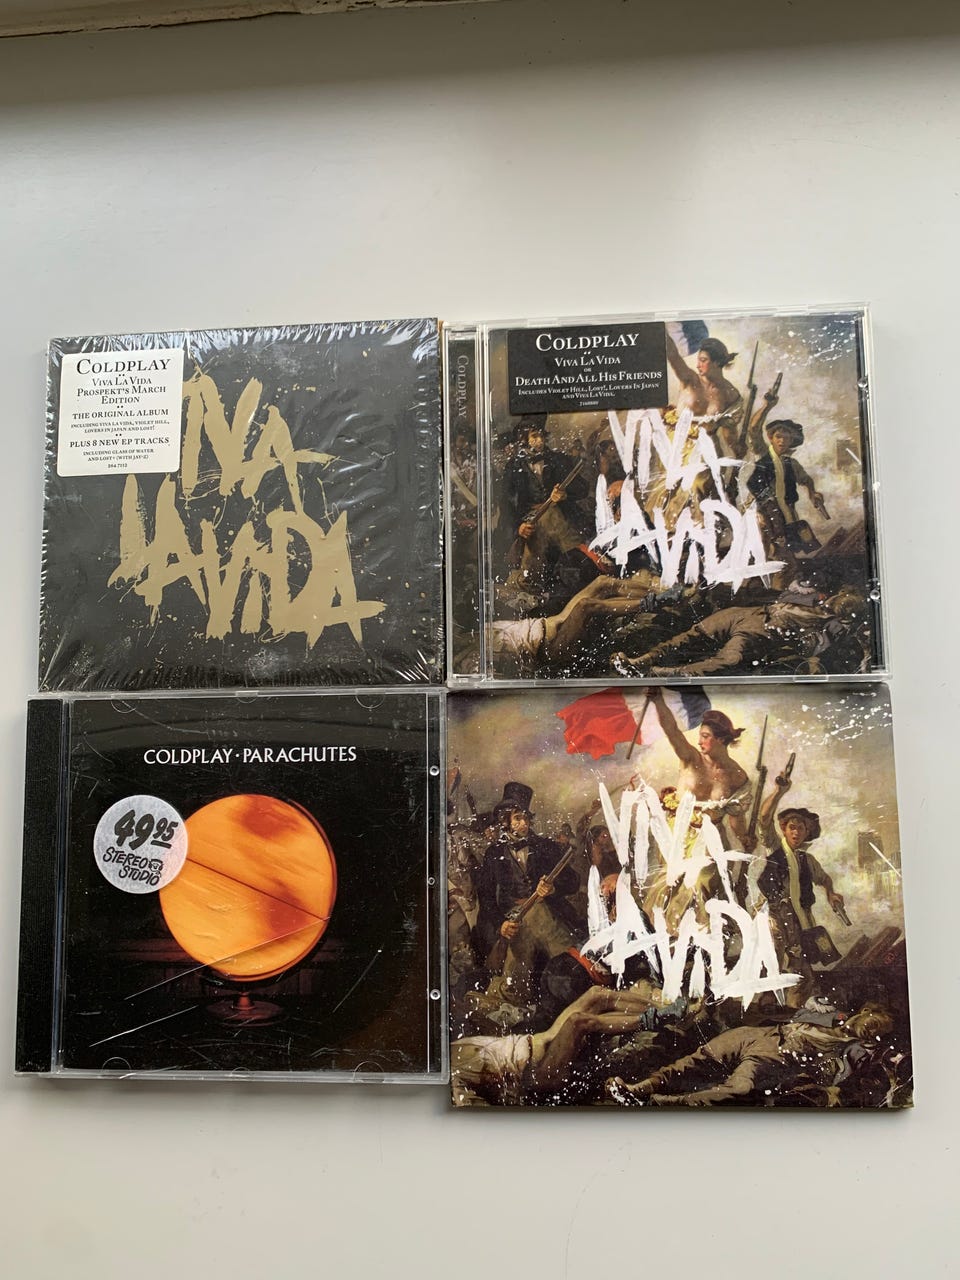 COLDPLAY
VIVA LA VIDA
PROSPEKT'S MARCH
EDITION
THE ORIGINAL ALBUM
INCLUDING VIVA LA VIDA, VIOLET HILL,
LOVERS IN JAPAN AND LOST!
PLUS 8 NEW EP TRACKS
INCLUDING GLASS OF WATER
AND LOST+ (WITH JAY-Z)
264 7152
VIVA
LA VIDA
COLDPLAY
COLDPLAY
VIVA LA VIDA
OR
DEATH AND ALL HIS FRIENDS
INCLUDES VIOLET HILL, LOST!, LOVERS IN JAPAN
AND VIVA LA VIDA.
VIVA
LA VIDA
COLDPLAY · PARACHUTES
49.95
STEREO
STUDIO
VIVA
LA VIDA